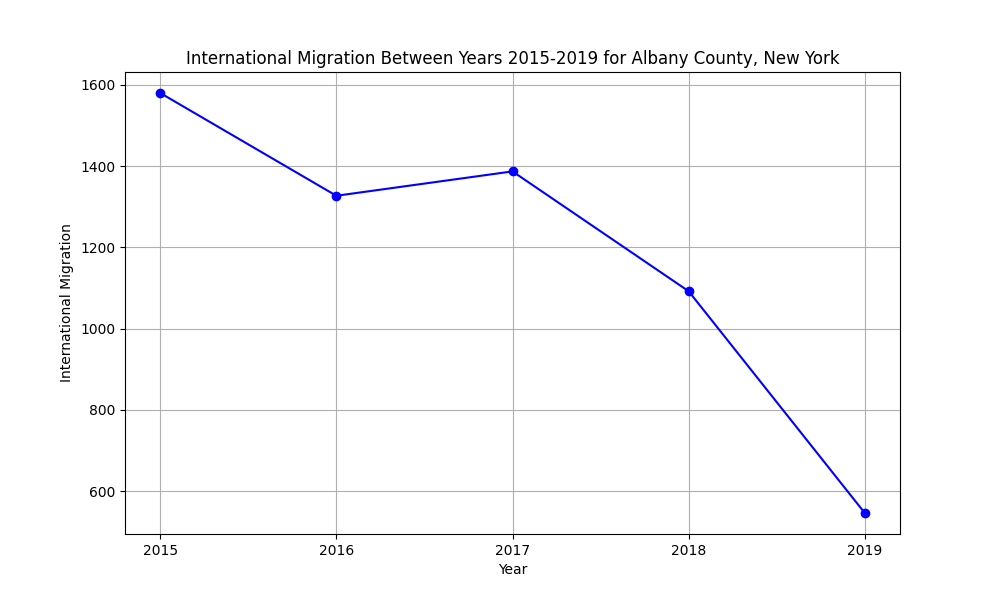 International Migration Between Years 2015-2019 for Albany County, New York
International Migration
1600
1400
1200
1000
800
600
2015 2016 2017 2018 2019
Year